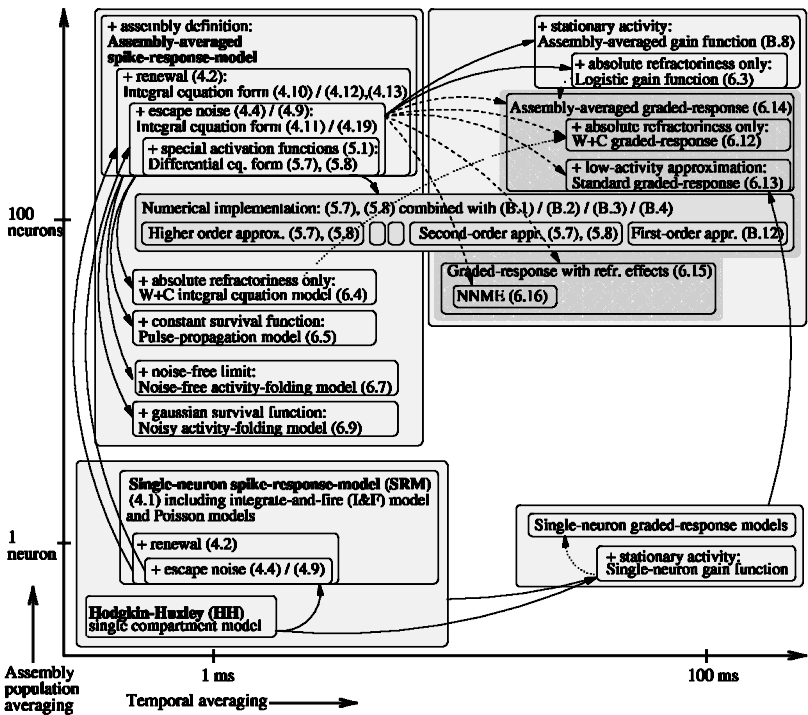 + assembly definition:
Assembly-averaged
spike-response-model
+ renewal (4.2):
Integral equation form (4.10) / (4.12),(4.13)
+ escape noise (4.4) / (4.9):
Integral equation form (4.11) / (4.19)
+ special activation functions (5.1):
Differential eq. form (5.7), (5.8)
+ stationary activity:
Assembly-averaged gain function (B.8)
+ absolute refractoriness only:
Logistic gain function (6.3)
Assembly-averaged graded-response (6.14)
+ absolute refractoriness only:
W+C graded-response (6.12)
+ low-activity approximation:
Standard graded-response (6.13)
100
neurons
Numerical implementation: (5.7), (5.8) combined with (B.1) / (B.2) / (B.3) / (B.4)
Higher order approx. (5.7), (5.8)
Second-order appr. (5.7), (5.8)
First-order appr. (B.12)
+ absolute refractoriness only:
W+C integral equation model (6.4)
Graded-response with refr. effects (6.15)
NNME (6.16)
+ constant survival function:
Pulse-propagation model (6.5)
+ noise-free limit:
Noise-free activity-folding model (6.7)
+ gaussian survival function:
Noisy activity-folding model (6.9)
Single-neuron spike-response-model (SRM)
(4.1) including integrate-and-fire (I&F) model
and Poisson models
+ renewal (4.2)
+ escape noise (4.4) / (4.9)
1
neuron
Single-neuron graded-response models
+ stationary activity:
Single-neuron gain function
Hodgkin-Huxley (HH)
single compartment model
1 ms
100 ms
Assembly
population
averaging
Temporal averaging